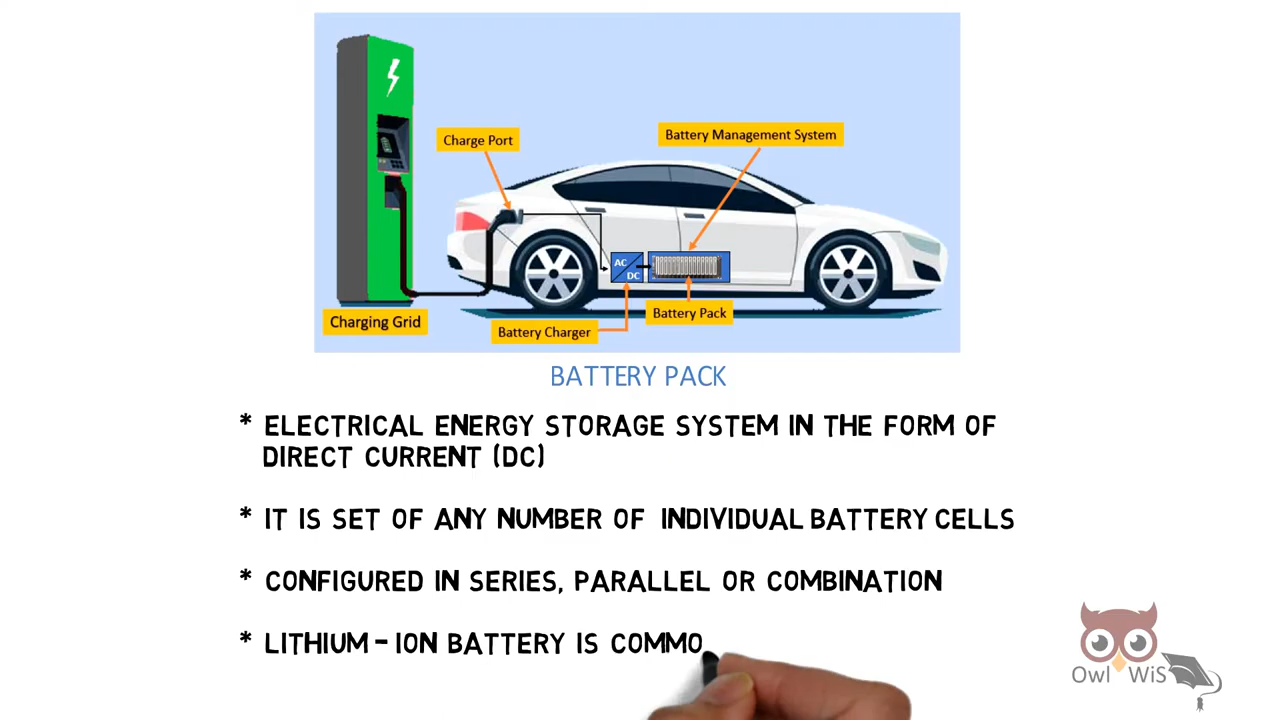 Charge Port
Battery Management System
AC
DC
Charging Grid
Battery Charger
Battery Pack
BATTERY PACK
* ELECTRICAL ENERGY STORAGE SYSTEM IN THE FORM OF
DIRECT CURRENT (DC)
* IT IS SET OF ANY NUMBER OF INDIVIDUAL BATTERY CELLS
* CONFIGURED IN SERIES, PARALLEL OR COMBINATION
* LITHIUM - ION BATTERY IS COMMO
Owl WiS